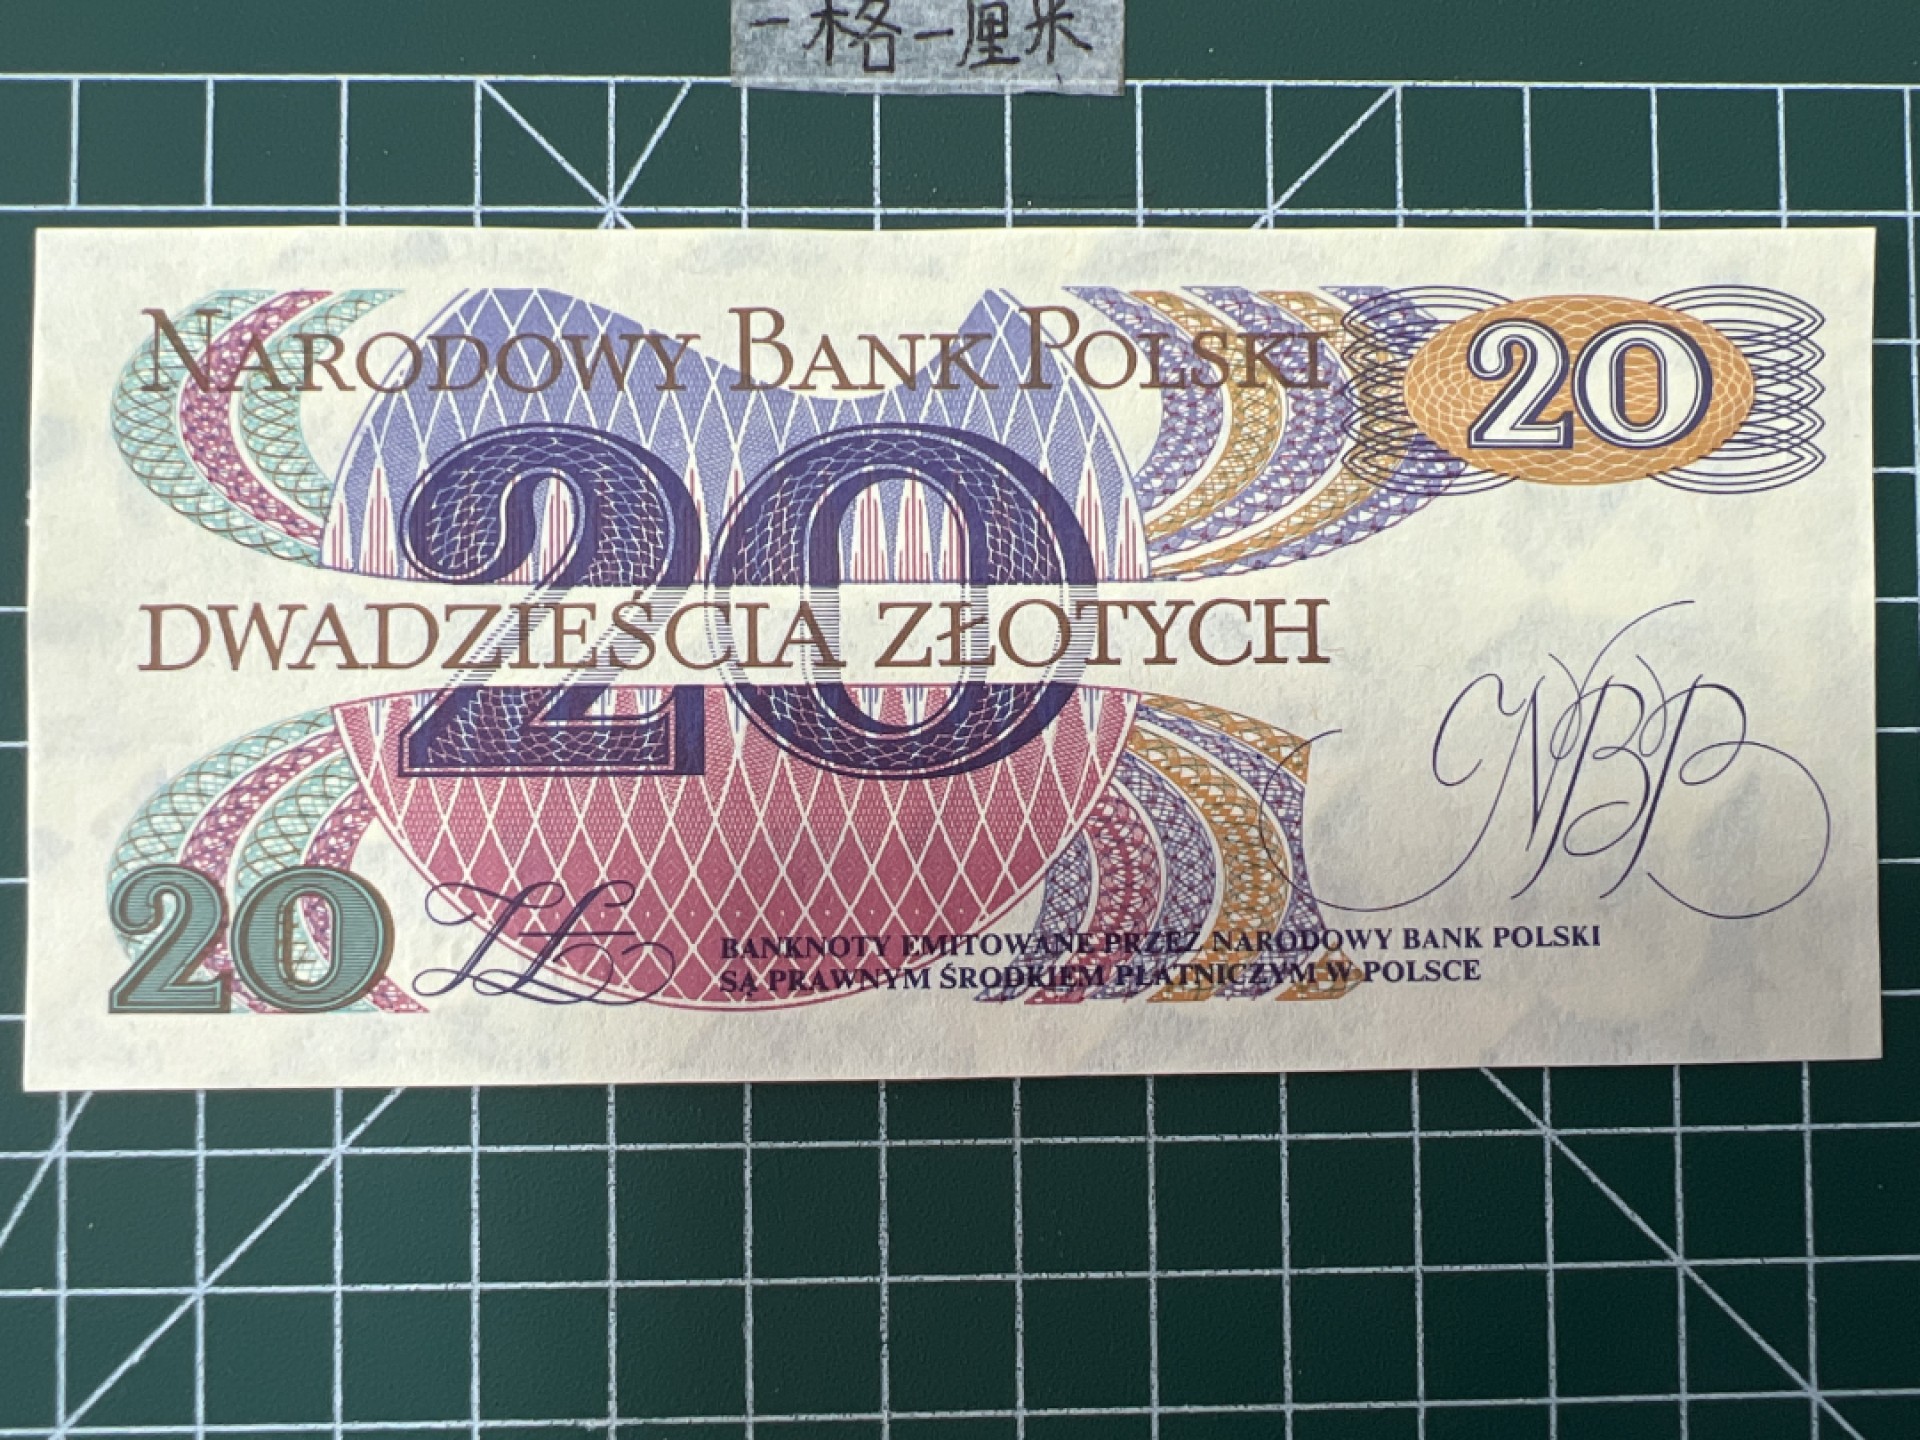 一格一厘米
NARODOWY BANK POLSKI
20
20
DWADZIEŚCIA ZŁOTYCH
NBP
20 Zł
BANKNOTY EMITOWANE PRZEZ NARODOWY BANK POLSKI
SĄ PRAWNYM ŚRODKIEM PŁATNICZYM W POLSCE